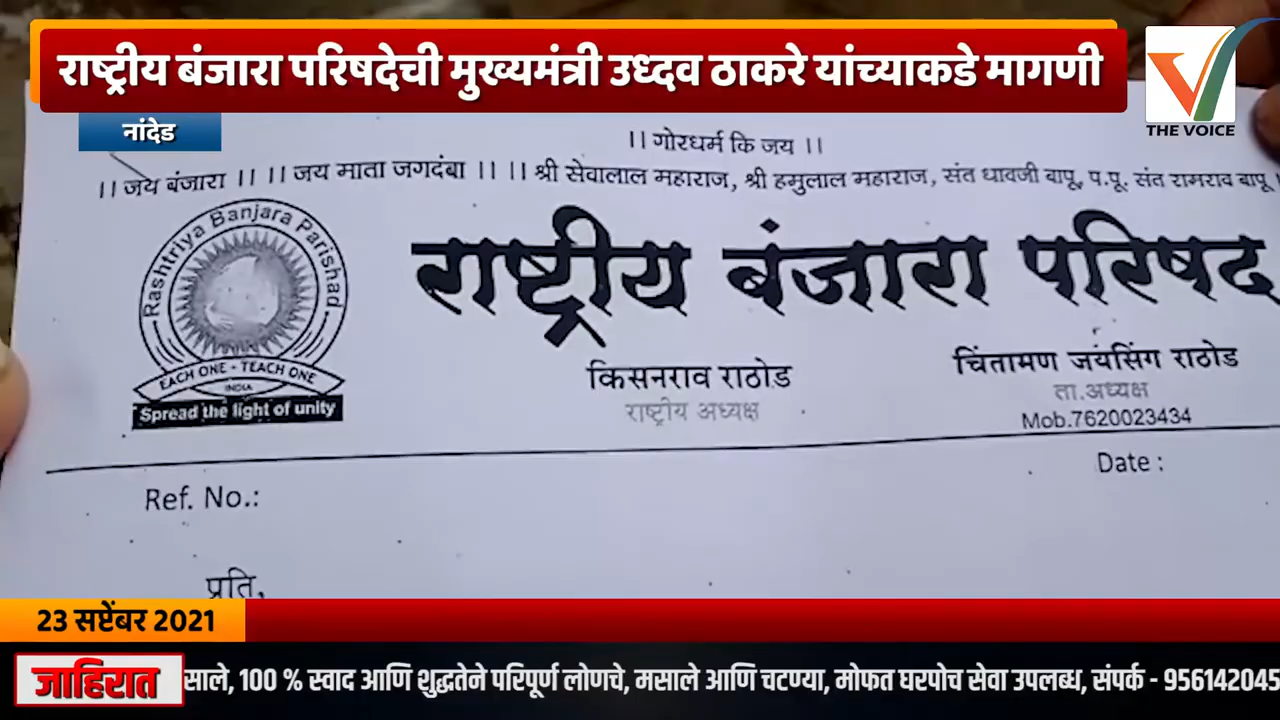 राष्ट्रीय बंजारा परिषदेची मुख्यमंत्री उध्दव ठाकरे यांच्याकडे मागणी
THE VOICE
नांदेड
।। गोरधर्म कि जय ।।
।। जय बंजारा ।। ।। जय माता जगदंबा ।। ।। श्री सेवालाल महाराज, श्री हमुलाल महाराज, संत धावजी बापू, प.पू. संत रामराव बापू
Rashtriya Banjara Parishad
EACH ONE - TEACH ONE
INDIA
Spread the light of unity
राष्ट्रीय बंजारा परिषद
किसनराव राठोड
राष्ट्रीय अध्यक्ष
चिंतामण जयसिंग राठोड
ता.अध्यक्ष
Mob.7620023434
Date :
Ref. No.:
प्रति,
23 सप्टेंबर 2021
जाहिरात
साले, 100 % स्वाद आणि शुद्धतेने परिपूर्ण लोणचे, मसाले आणि चटण्या, मोफत घरपोच सेवा उपलब्ध, संपर्क - 956142045